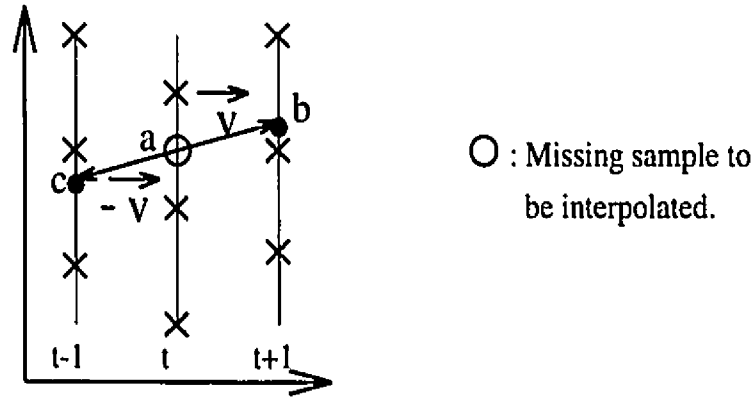 b
v
a
c
- v
t-1 t t+1
O : Missing sample to
be interpolated.